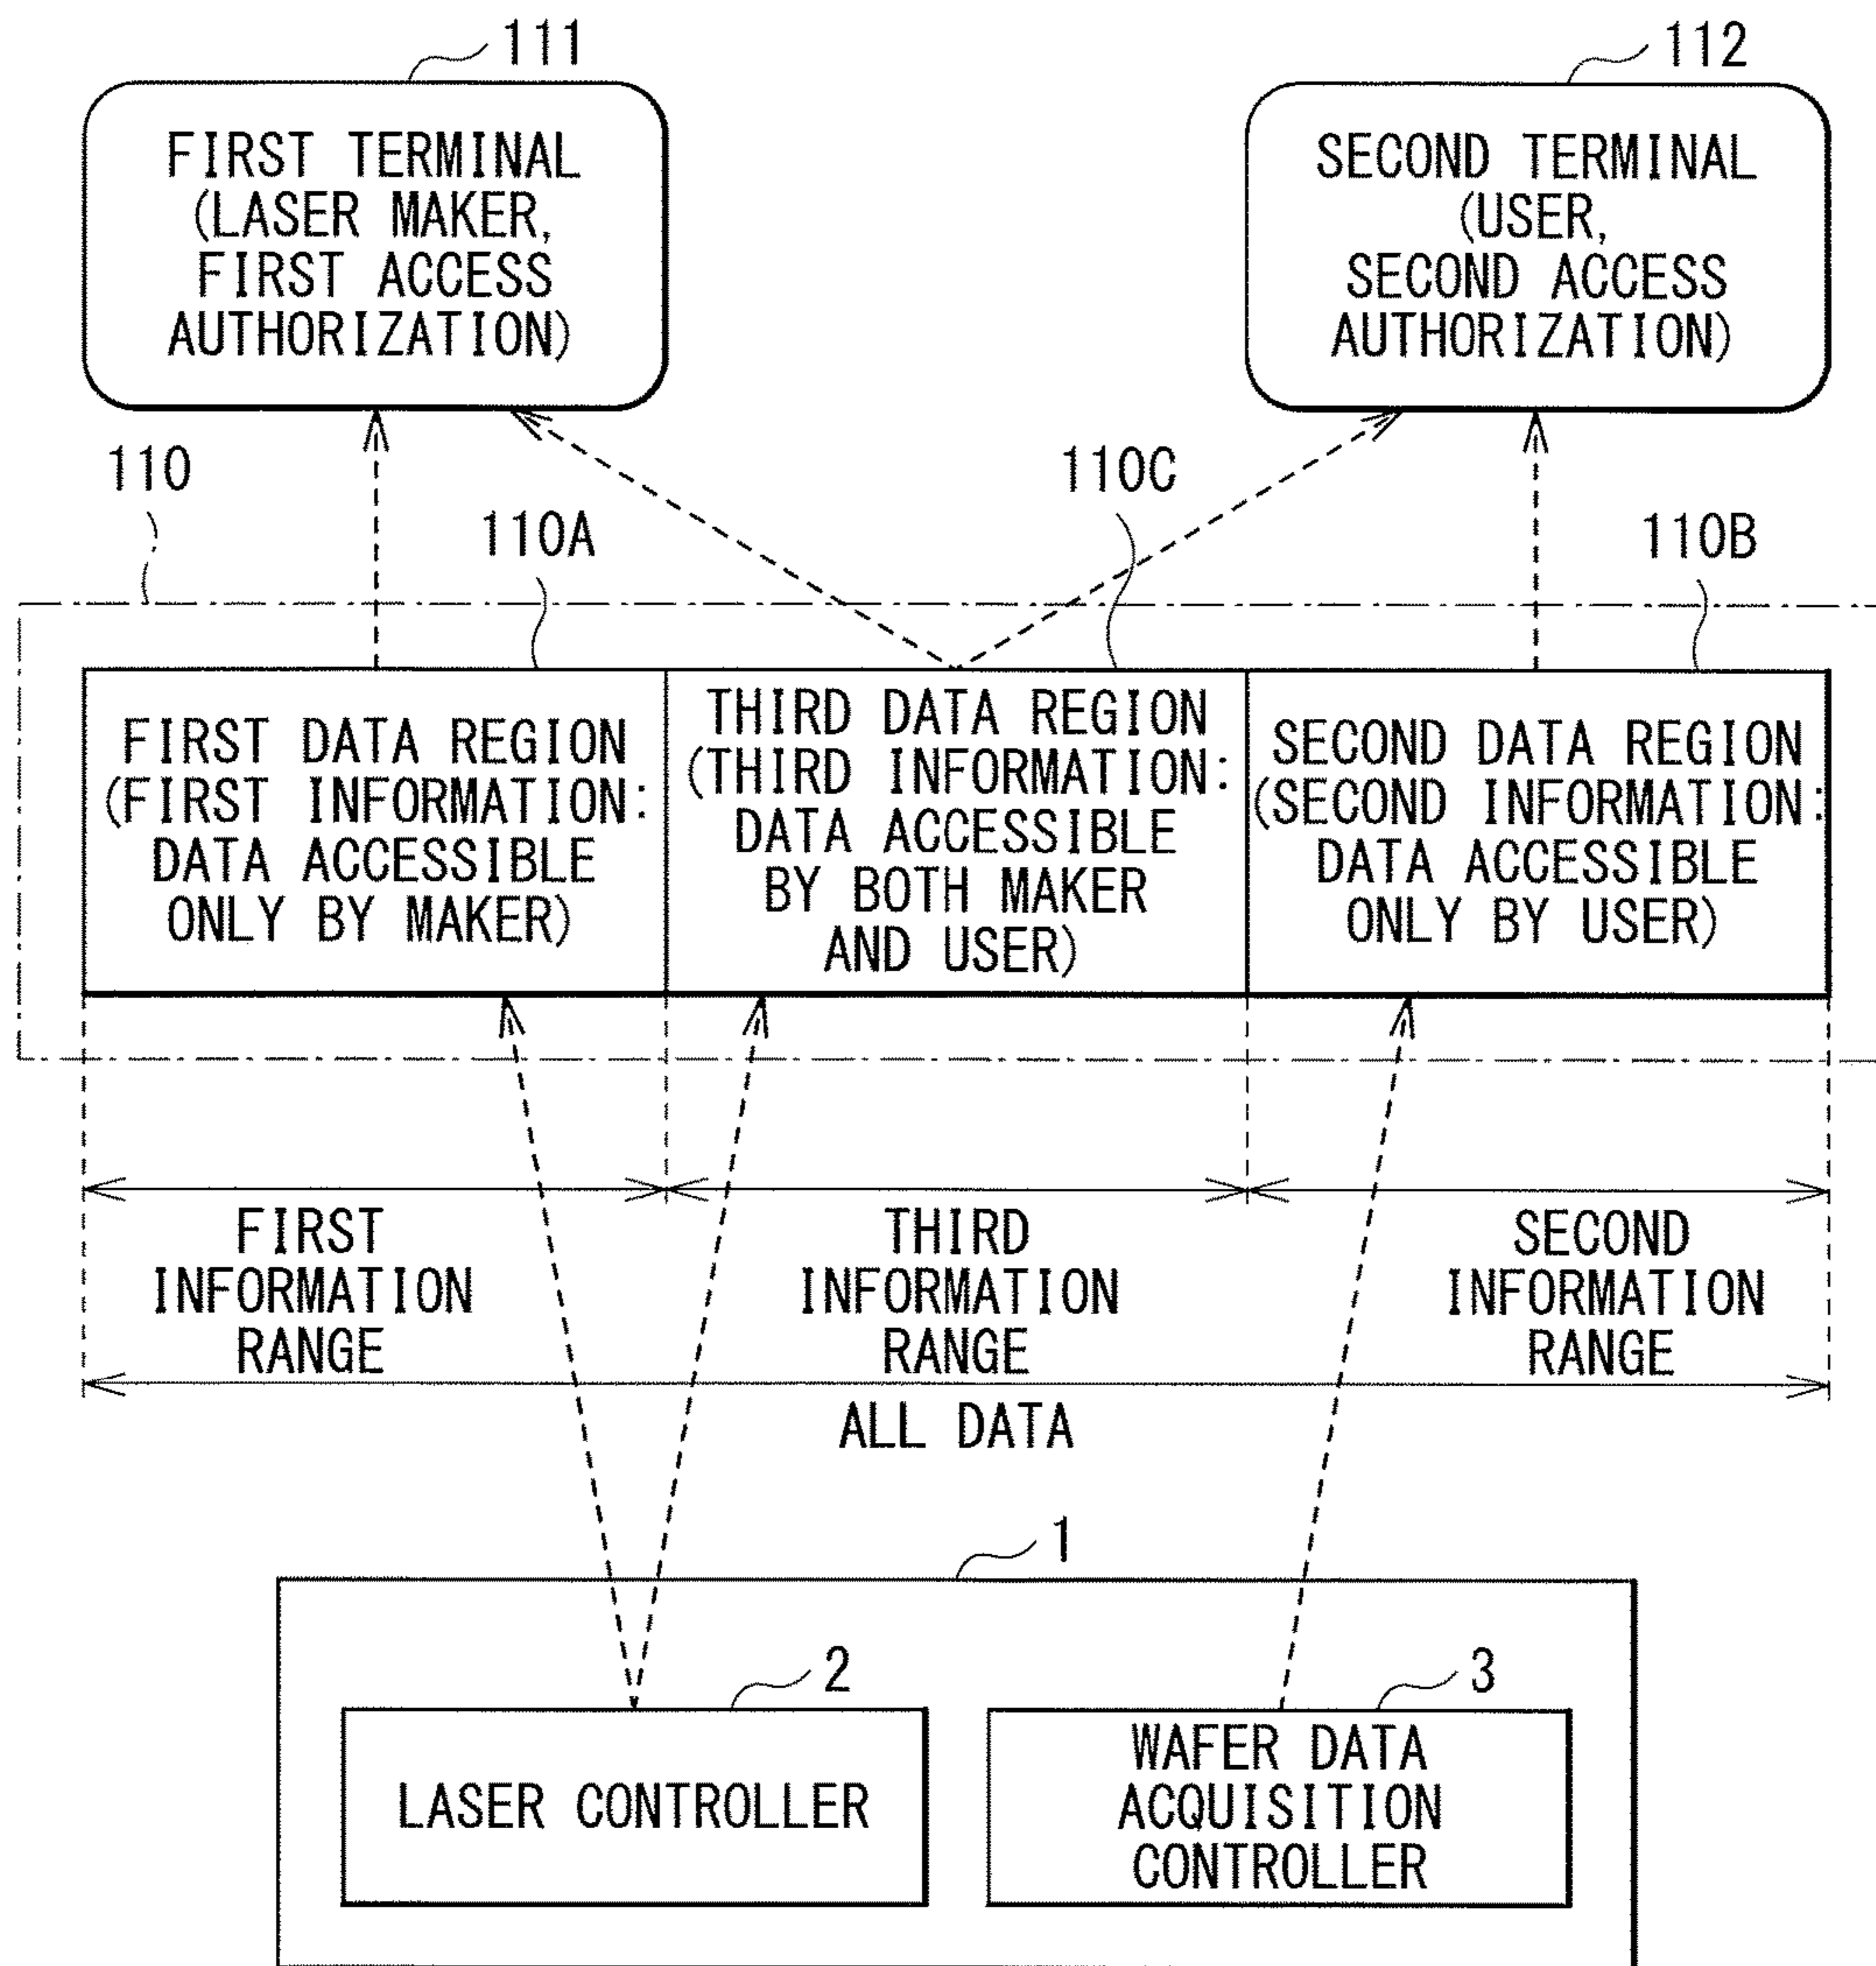 111
112
FIRST TERMINAL
(LASER MAKER,
FIRST ACCESS
AUTHORIZATION)
SECOND TERMINAL
(USER,
SECOND ACCESS
AUTHORIZATION)
110
110A
110C
110B
FIRST DATA REGION
(FIRST INFORMATION:
DATA ACCESSIBLE
ONLY BY MAKER)
THIRD DATA REGION
(THIRD INFORMATION:
DATA ACCESSIBLE
BY BOTH MAKER
AND USER)
SECOND DATA REGION
(SECOND INFORMATION:
DATA ACCESSIBLE
ONLY BY USER)
FIRST
INFORMATION
RANGE
THIRD
INFORMATION
RANGE
SECOND
INFORMATION
RANGE
ALL DATA
1
2
3
LASER CONTROLLER
WAFER DATA
ACQUISITION
CONTROLLER